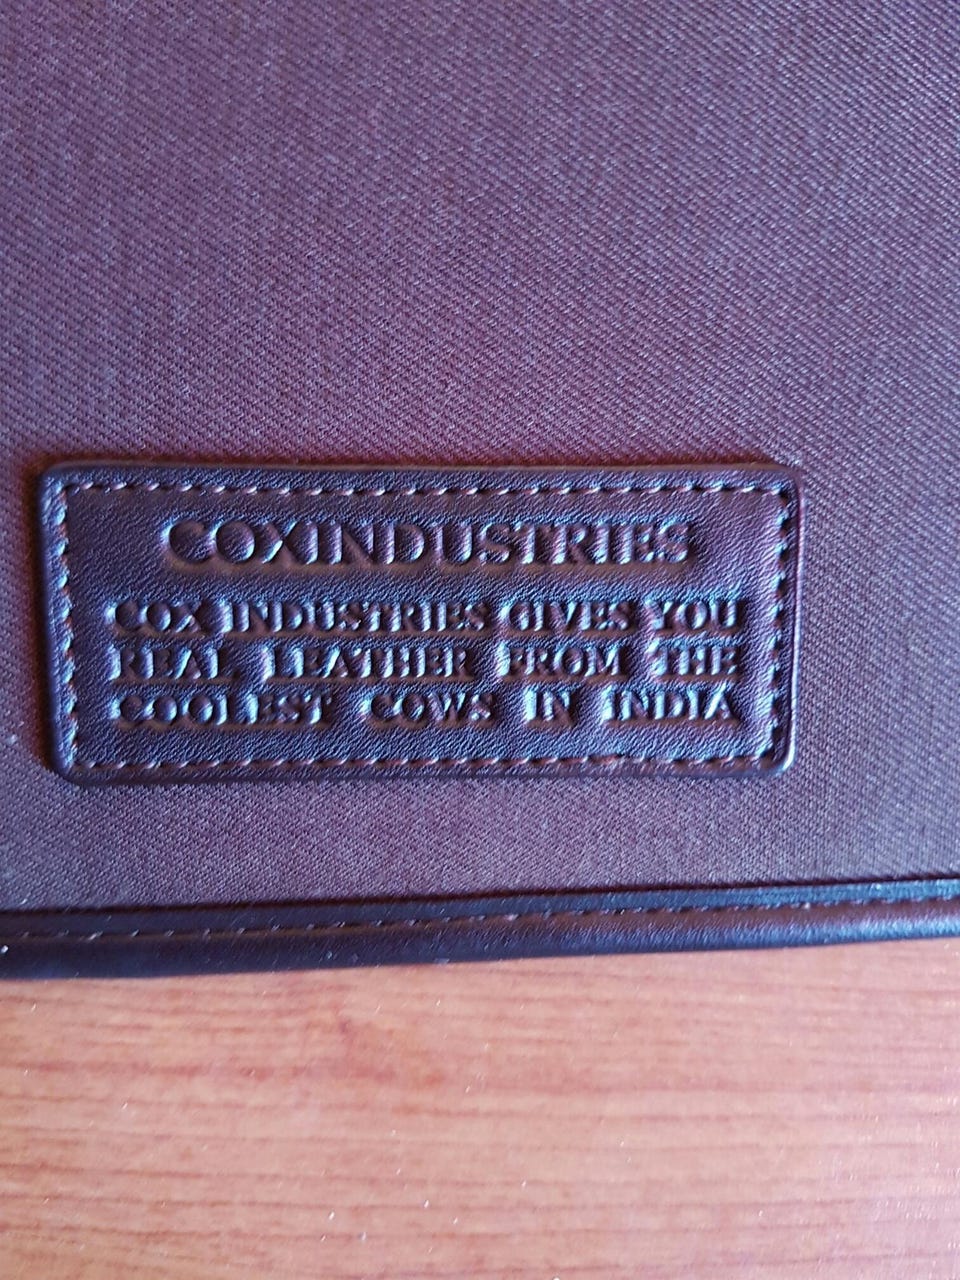 COXINDUSTRIES
COX INDUSTRIES GIVES YOU
REAL LEATHER FROM THE
COOLEST COWS IN INDIA